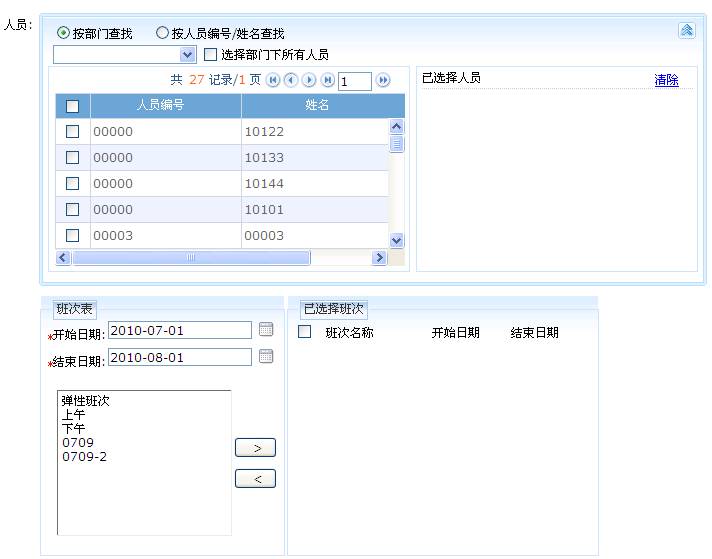 人员:
按部门查找 按人员编号/姓名查找
选择部门下所有人员
共 27 记录/1 页 1
人员编号 姓名
00000 10122
00000 10133
00000 10144
00000 10101
00003 00003
已选择人员 清除
班次表
*开始日期: 2010-07-01
*结束日期: 2010-08-01
弹性班次
上午
下午
0709
0709-2
>
<
已选择班次
班次名称 开始日期 结束日期